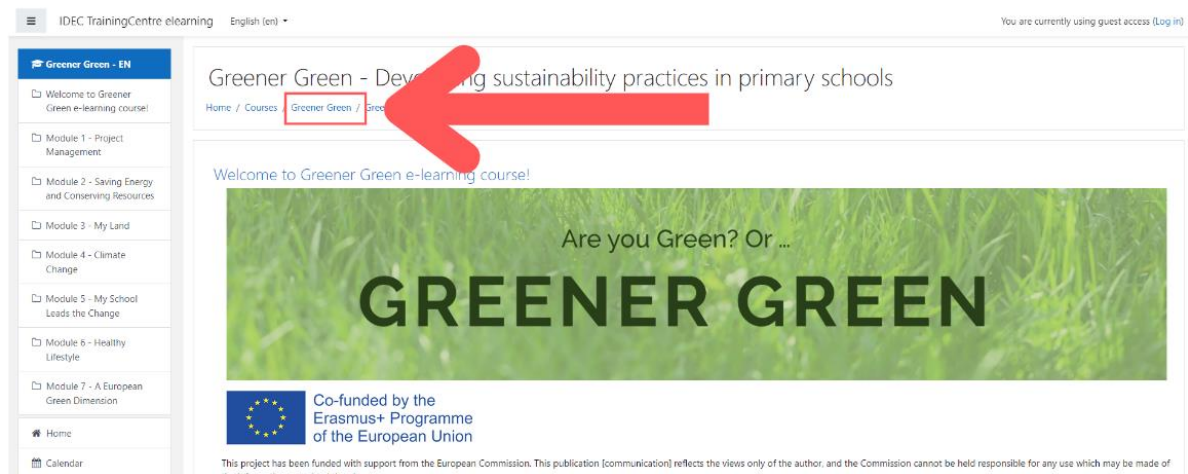 IDEC TrainingCentre elearning English (en)
You are currently using guest access (Log in)
Greener Green - EN
Welcome to Greener
Green e-learning course!
Module 1 - Project
Management
Module 2 - Saving Energy
and Conserving Resources
Module 3 - My Land
Module 4 - Climate
Change
Module 5 - My School
Leads the Change
Module 6 - Healthy
Lifestyle
Module 7 - A European
Green Dimension
Home
Calendar
Greener Green - ing sustainability practices in primary schools
Home / Courses / Greener Green /
Welcome to Greener Green e-learning course!
Are you Green? Or ...
GREENER GREEN
Co-funded by the
Erasmus+ Programme
of the European Union
This project has been funded with support from the European Commission. This publication [communication] reflects the views only of the author, and the Commission cannot be held responsible for any use which may be made of